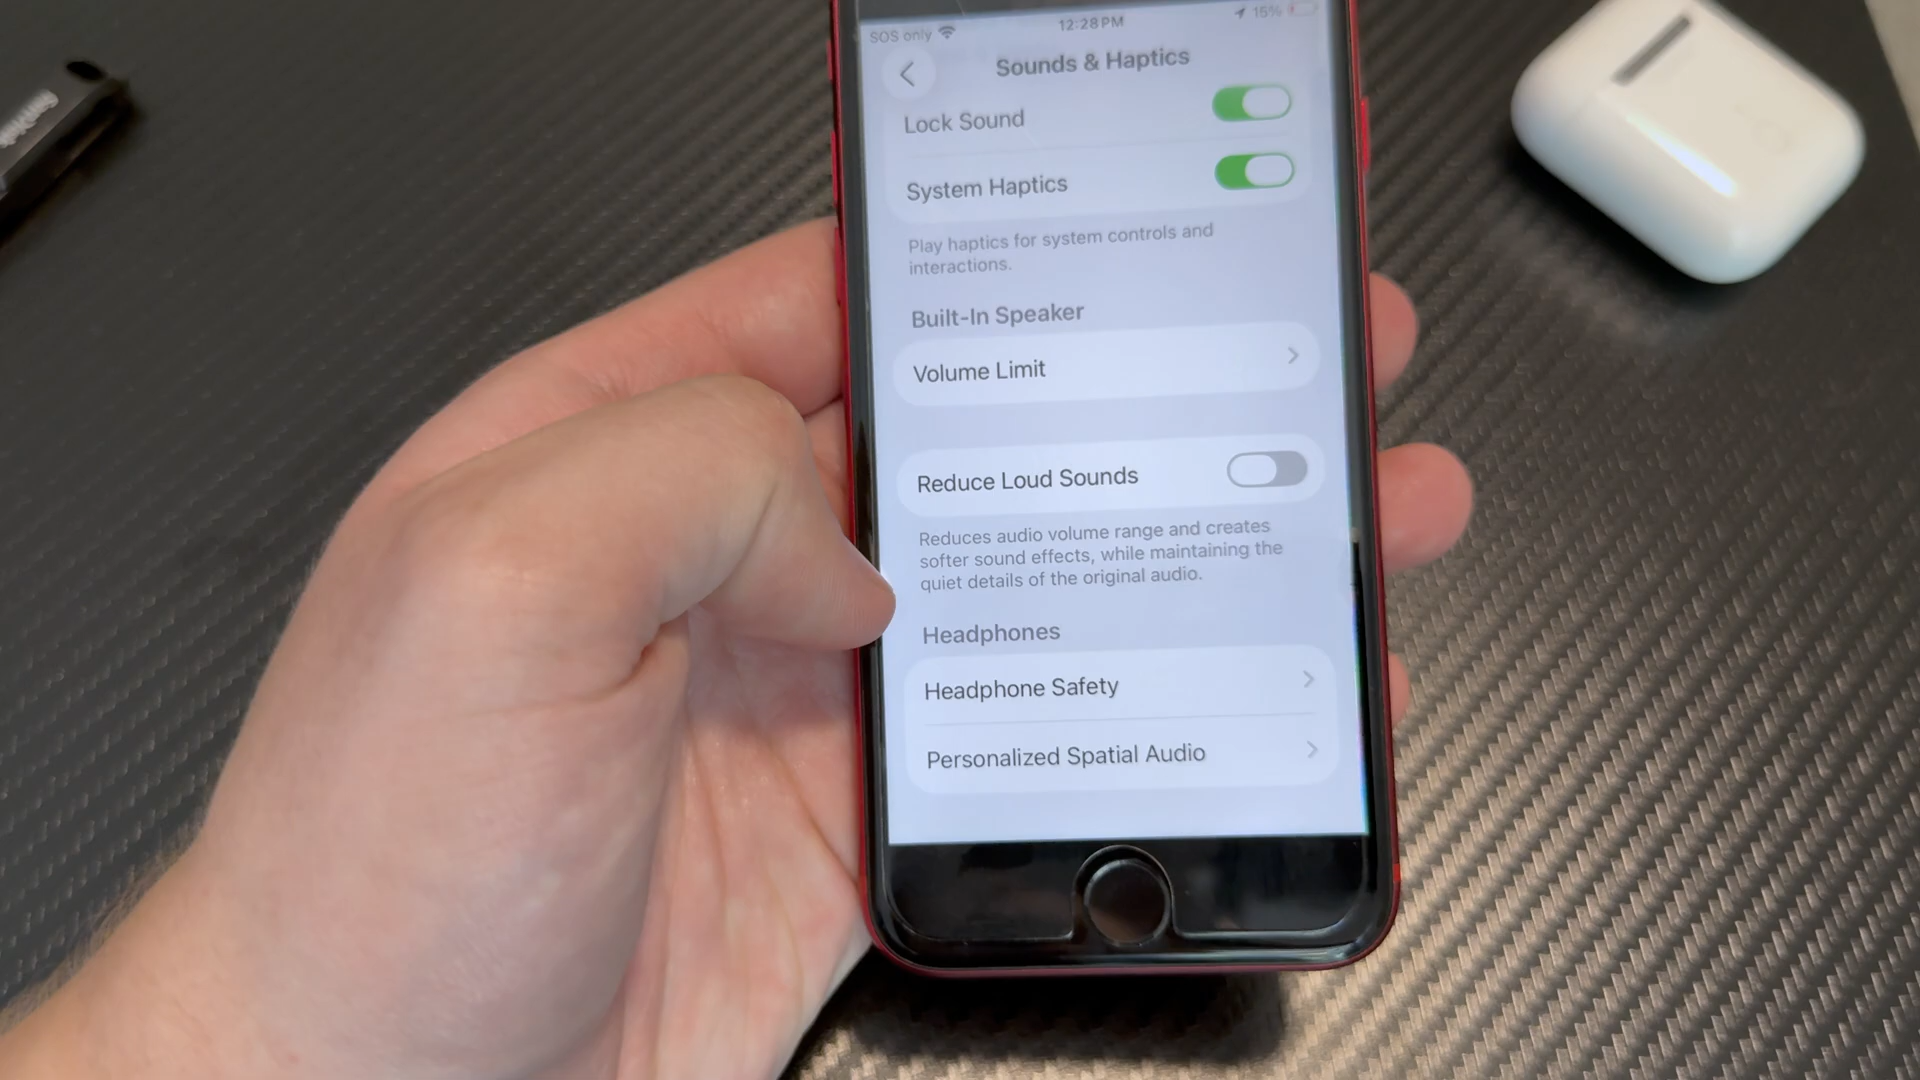 SOS only
12:28 PM
15%
Sounds & Haptics
Lock Sound
System Haptics
Play haptics for system controls and
interactions.
Built-In Speaker
Volume Limit
Reduce Loud Sounds
Reduces audio volume range and creates
softer sound effects, while maintaining the
quiet details of the original audio.
Headphones
Headphone Safety
Personalized Spatial Audio